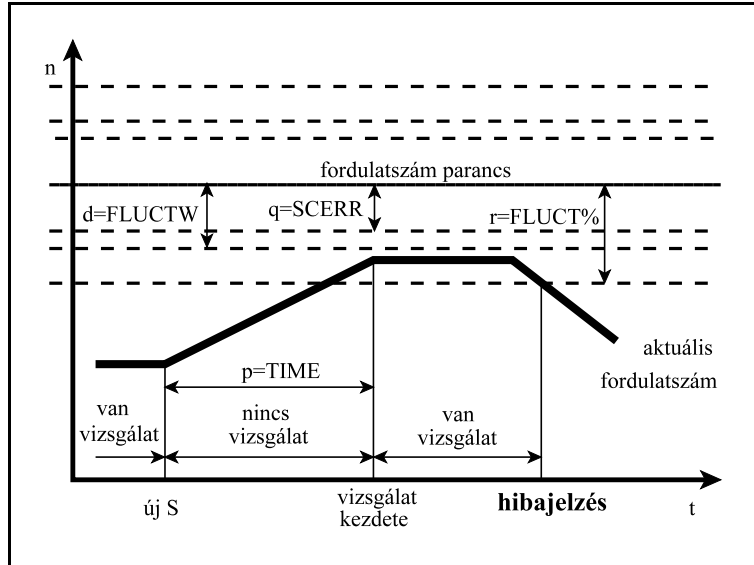 n
fordulatszám parancs
d=FLUCTW
q=SCERR
r=FLUCT%
aktuális
fordulatszám
p=TIME
van
vizsgálat
nincs
vizsgálat
van
vizsgálat
új S
vizsgálat
kezdete
hibajelzés
t